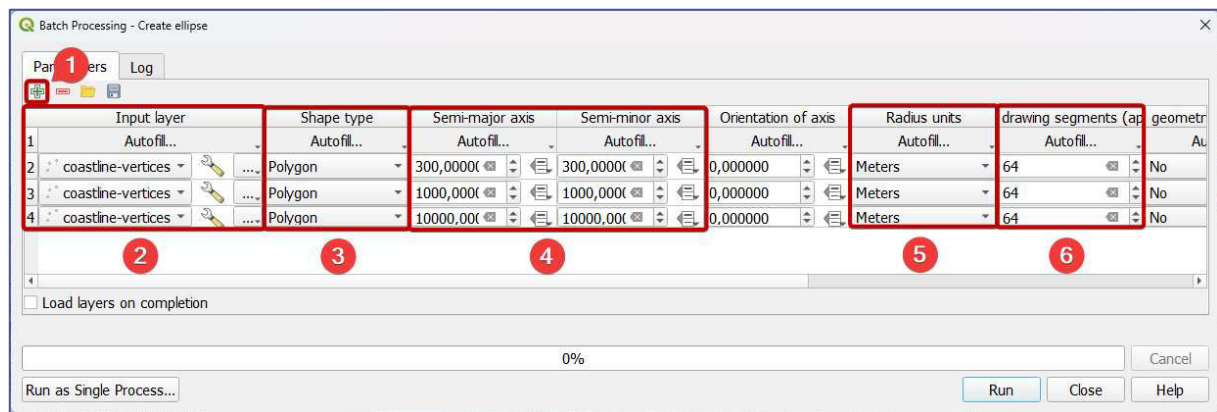 Batch Processing - Create ellipse
Log
Input layer Shape type Semi-major axis Semi-minor axis Orientation of axis Radius units drawing segments (ap geometr
1 Autofill... Autofill... Autofill... Autofill... Autofill... Autofill... Autofill... Au
2 coastline-vertices ... Polygon 300,0000 300,0000 0,000000 Meters 64 No
3 coastline-vertices ... Polygon 1000,000 1000,000 0,000000 Meters 64 No
4 coastline-vertices ... Polygon 10000,00 10000,00 0,000000 Meters 64 No
1
2 3 4 5 6
Load layers on completion
0% Cancel
Run as Single Process... Run Close Help